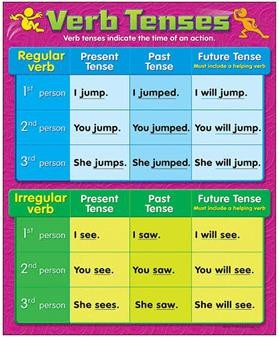 Verb Tenses
Verb tenses indicate the time of an action.
Regular verb
Present Tense
Past Tense
Future Tense
Must include a helping verb
1st person
I jump.
I jumped.
I will jump.
2nd person
You jump.
You jumped.
You will jump.
3rd person
She jumps.
She jumped.
She will jump.
Irregular verb
Present Tense
Past Tense
Future Tense
Must include a helping verb
1st person
I see.
I saw.
I will see.
2nd person
You see.
You saw.
You will see.
3rd person
She sees.
She saw.
She will see.